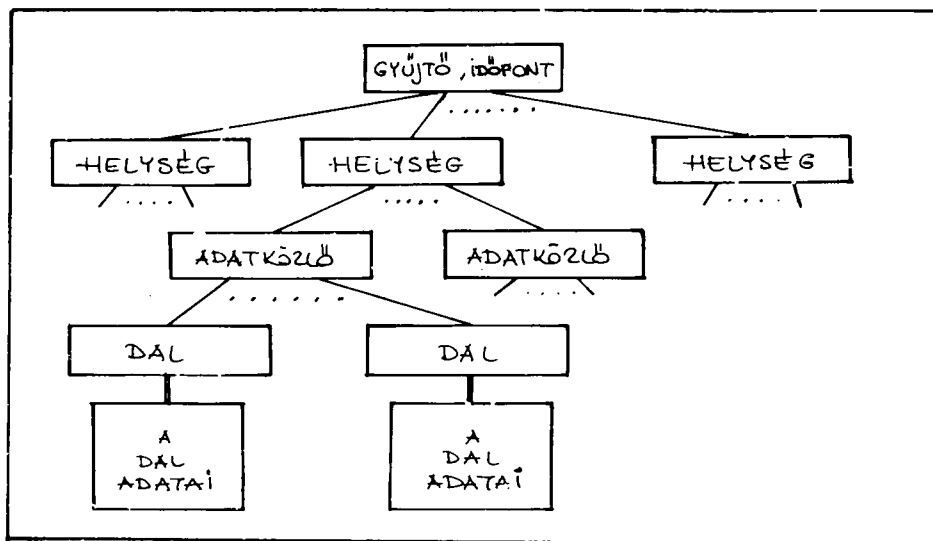 GYŰJTŐ, IDŐPONT
HELYSÉG HELYSÉG HELYSÉG
ADATKÖZLŐ ADATKÖZLŐ
DAL DAL
A A
DAL DAL
ADATAI ADATAI